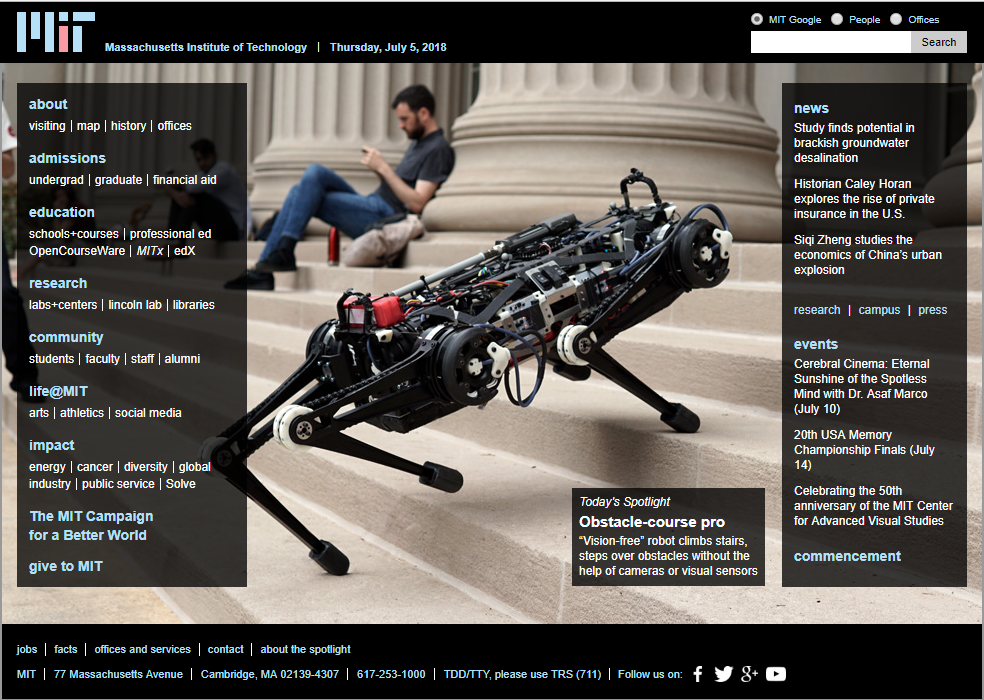 MIT
Massachusetts Institute of Technology | Thursday, July 5, 2018
MIT Google People Offices
Search
about
visiting | map | history | offices
admissions
undergrad | graduate | financial aid
education
schools+courses | professional ed
OpenCourseWare | MITx | edX
research
labs+centers | lincoln lab | libraries
community
students | faculty | staff | alumni
life@MIT
arts | athletics | social media
impact
energy | cancer | diversity | global
industry | public service | Solve
The MIT Campaign
for a Better World
give to MIT
Today's Spotlight
Obstacle-course pro
“Vision-free” robot climbs stairs,
steps over obstacles without the
help of cameras or visual sensors
news
Study finds potential in
brackish groundwater
desalination
Historian Caley Horan
explores the rise of private
insurance in the U.S.
Siqi Zheng studies the
economics of China's urban
explosion
research | campus | press
events
Cerebral Cinema: Eternal
Sunshine of the Spotless
Mind with Dr. Asaf Marco
(July 10)
20th USA Memory
Championship Finals (July
14)
Celebrating the 50th
anniversary of the MIT Center
for Advanced Visual Studies
commencement
jobs | facts | offices and services | contact | about the spotlight
MIT | 77 Massachusetts Avenue | Cambridge, MA 02139-4307 | 617-253-1000 | TDD/TTY, please use TRS (711) | Follow us on: